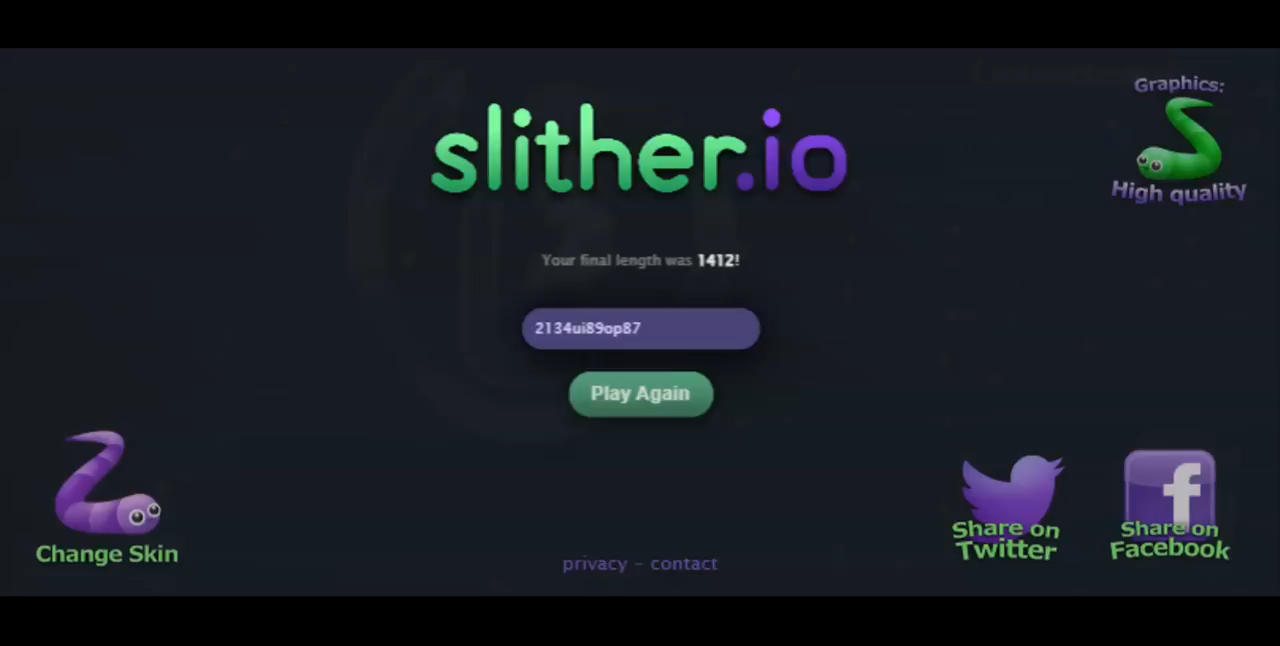 slither.io
Graphics:
High quality
Your final length was 1412!
2134ui89op87
Play Again
Change Skin
privacy - contact
Share on
Twitter
f
Share on
Facebook